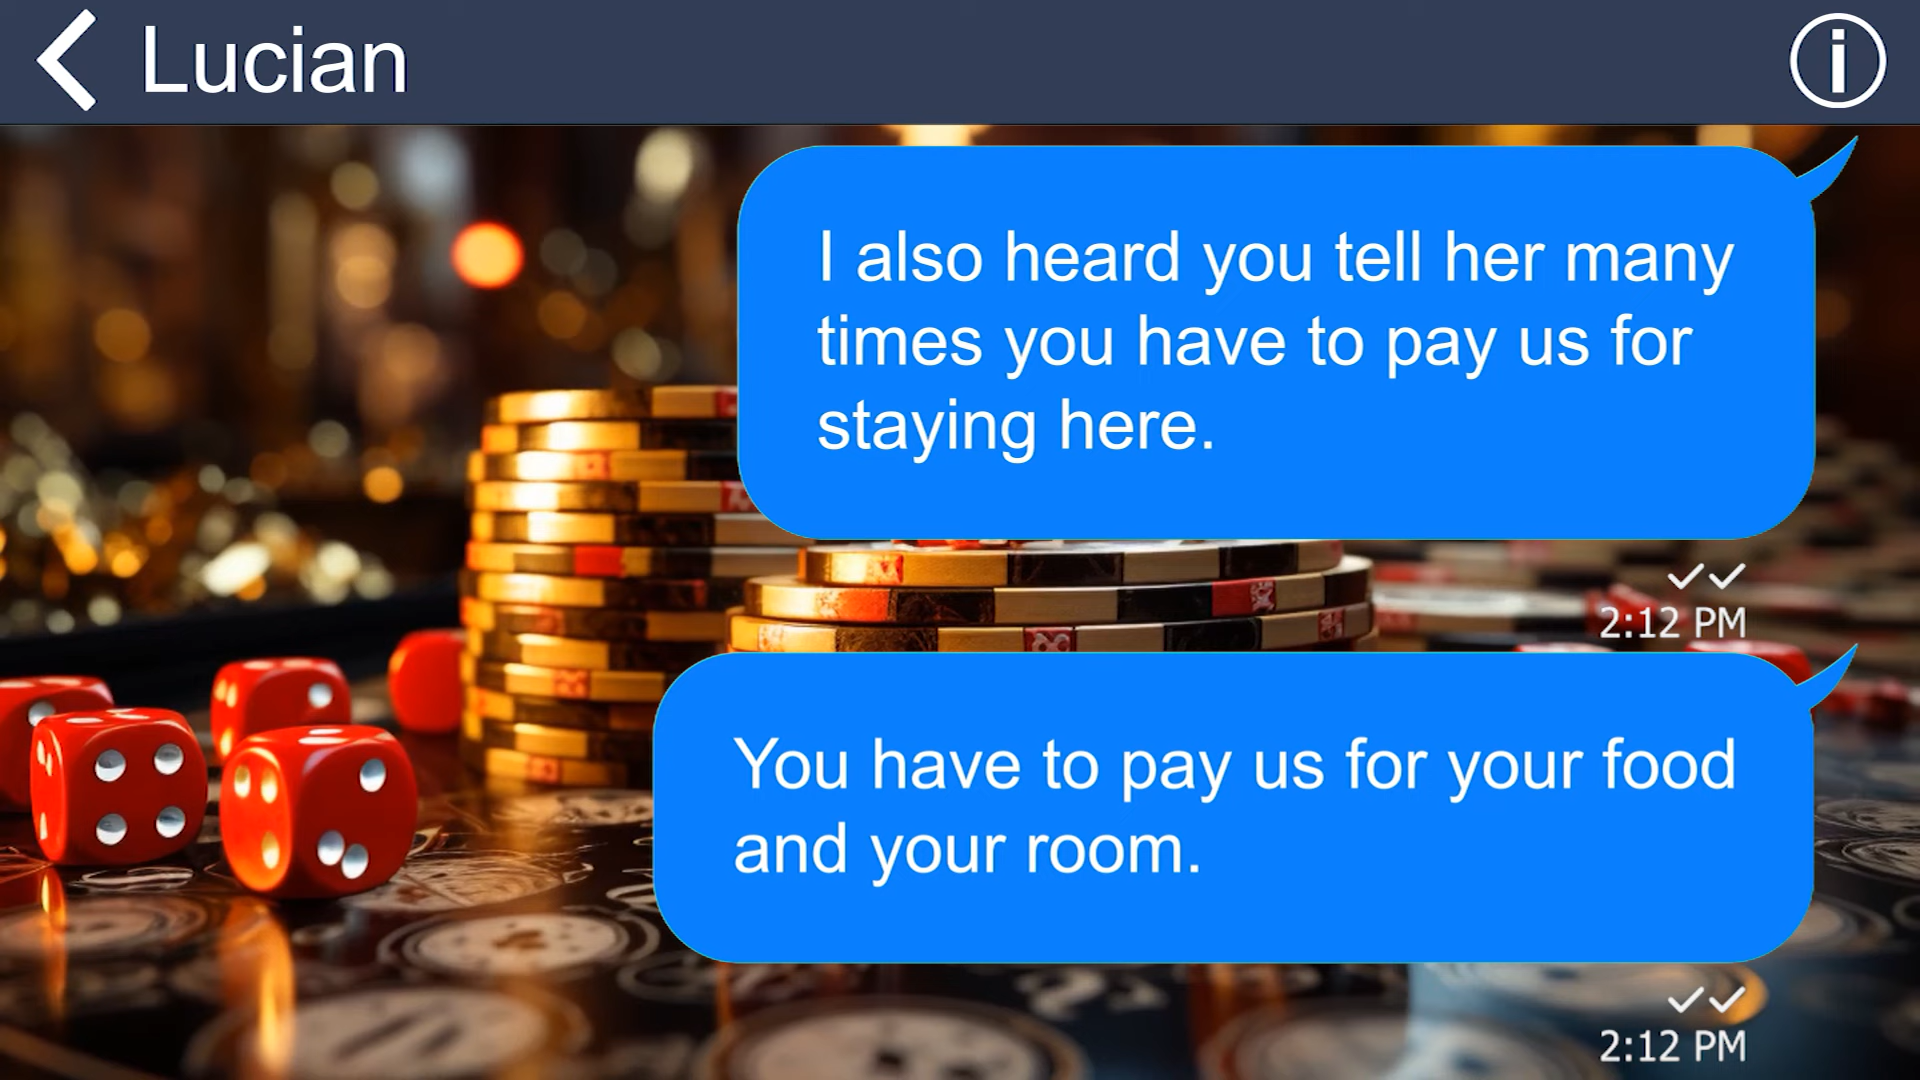 Lucian
I also heard you tell her many
times you have to pay us for
staying here.
2:12 PM
You have to pay us for your food
and your room.
2:12 PM